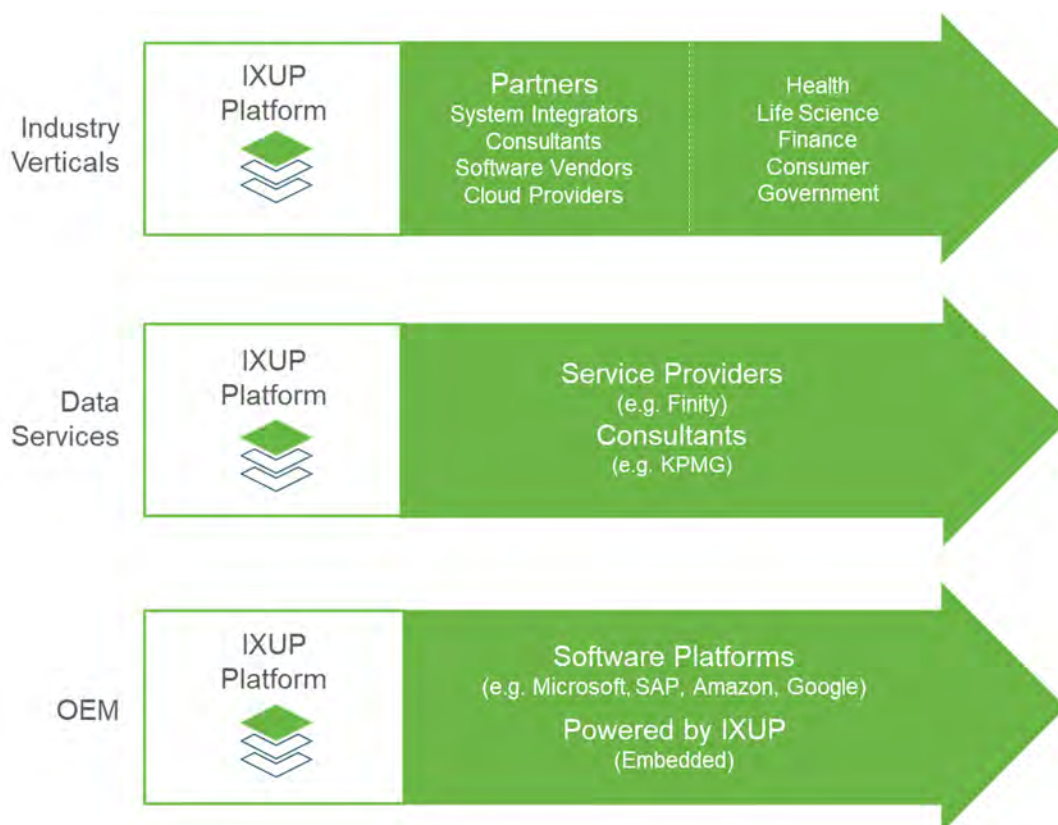 Industry
Verticals
IXUP
Platform
Partners
System Integrators
Consultants
Software Vendors
Cloud Providers
Health
Life Science
Finance
Consumer
Government
Data
Services
IXUP
Platform
Service Providers
(e.g. Finity)
Consultants
(e.g. KPMG)
OEM
IXUP
Platform
Software Platforms
(e.g. Microsoft, SAP, Amazon, Google)
Powered by IXUP
(Embedded)